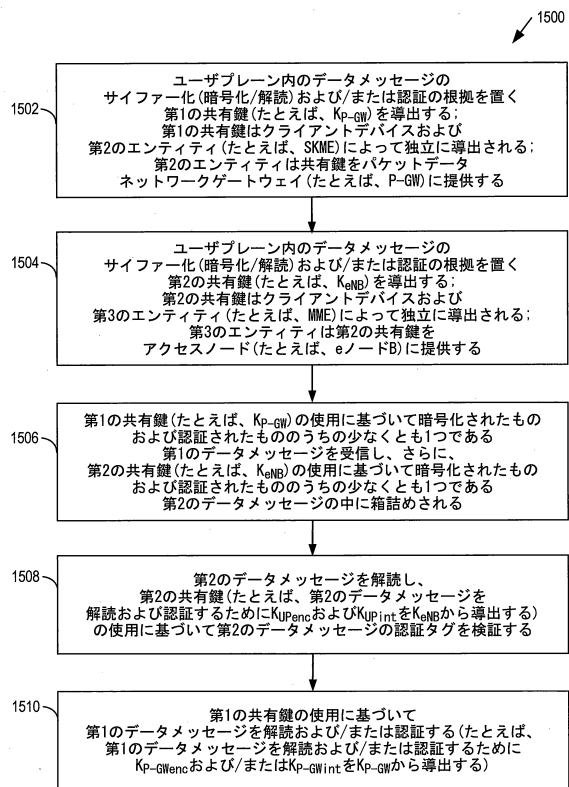 1500
1502
ユーザプレーン内のデータメッセージの
サイファー化(暗号化/解読)および/または認証の根拠を置く
第1の共有鍵(たとえば、KP-GW)を導出する;
第1の共有鍵はクライアントデバイスおよび
第2のエンティティ(たとえば、SKME)によって独立に導出される;
第2のエンティティは共有鍵をパケットデータ
ネットワークゲートウェイ(たとえば、P-GW)に提供する
1504
ユーザプレーン内のデータメッセージの
サイファー化(暗号化/解読)および/または認証の根拠を置く
第2の共有鍵(たとえば、KeNB)を導出する;
第2の共有鍵はクライアントデバイスおよび
第3のエンティティ(たとえば、MME)によって独立に導出される;
第3のエンティティは第2の共有鍵を
アクセスノード(たとえば、eノードB)に提供する
1506
第1の共有鍵(たとえば、KP-GW)の使用に基づいて暗号化されたもの
および認証されたもののうちの少なくとも1つである
第1のデータメッセージを受信し、さらに、
第2の共有鍵(たとえば、KeNB)の使用に基づいて暗号化されたもの
および認証されたもののうちの少なくとも1つである
第2のデータメッセージの中に箱詰めされる
1508
第2のデータメッセージを解読し、
第2の共有鍵(たとえば、第2のデータメッセージを
解読および認証するためにKUPencおよびKUPintをKeNBから導出する)
の使用に基づいて第2のデータメッセージの認証タグを検証する
1510
第1の共有鍵の使用に基づいて
第1のデータメッセージを解読および/または認証する(たとえば、
第1のデータメッセージを解読および/または認証するために
KP-GWencおよび/またはKP-GWintをKP-GWから導出する)